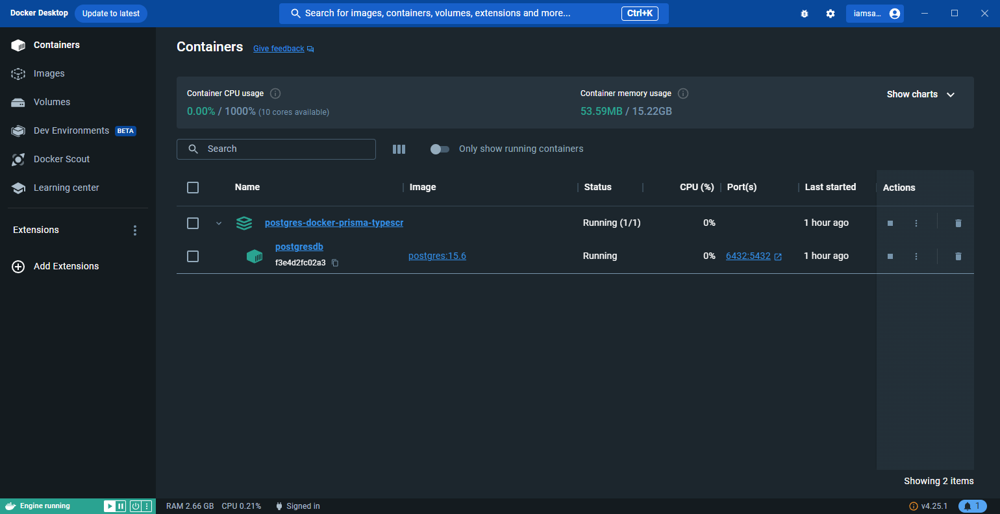 Docker Desktop
Update to latest
Search for images, containers, volumes, extensions and more...
Ctrl+K
iamsa...
Containers
Images
Volumes
Dev Environments BETA
Docker Scout
Learning center
Extensions
Add Extensions
Containers
Give feedback
Container CPU usage
0.00% / 1000% (10 cores available)
Container memory usage
53.59MB / 15.22GB
Show charts
Search
Only show running containers
Name Image Status CPU (%) Port(s) Last started Actions
postgres-docker-prisma-typescr Running (1/1) 0% 1 hour ago
postgresdb
f3e4d2fc02a3
postgres:15.6 Running 0% 6432:5432 1 hour ago
Showing 2 items
Engine running
RAM 2.66 GB CPU 0.21% Signed in
v4.25.1
1